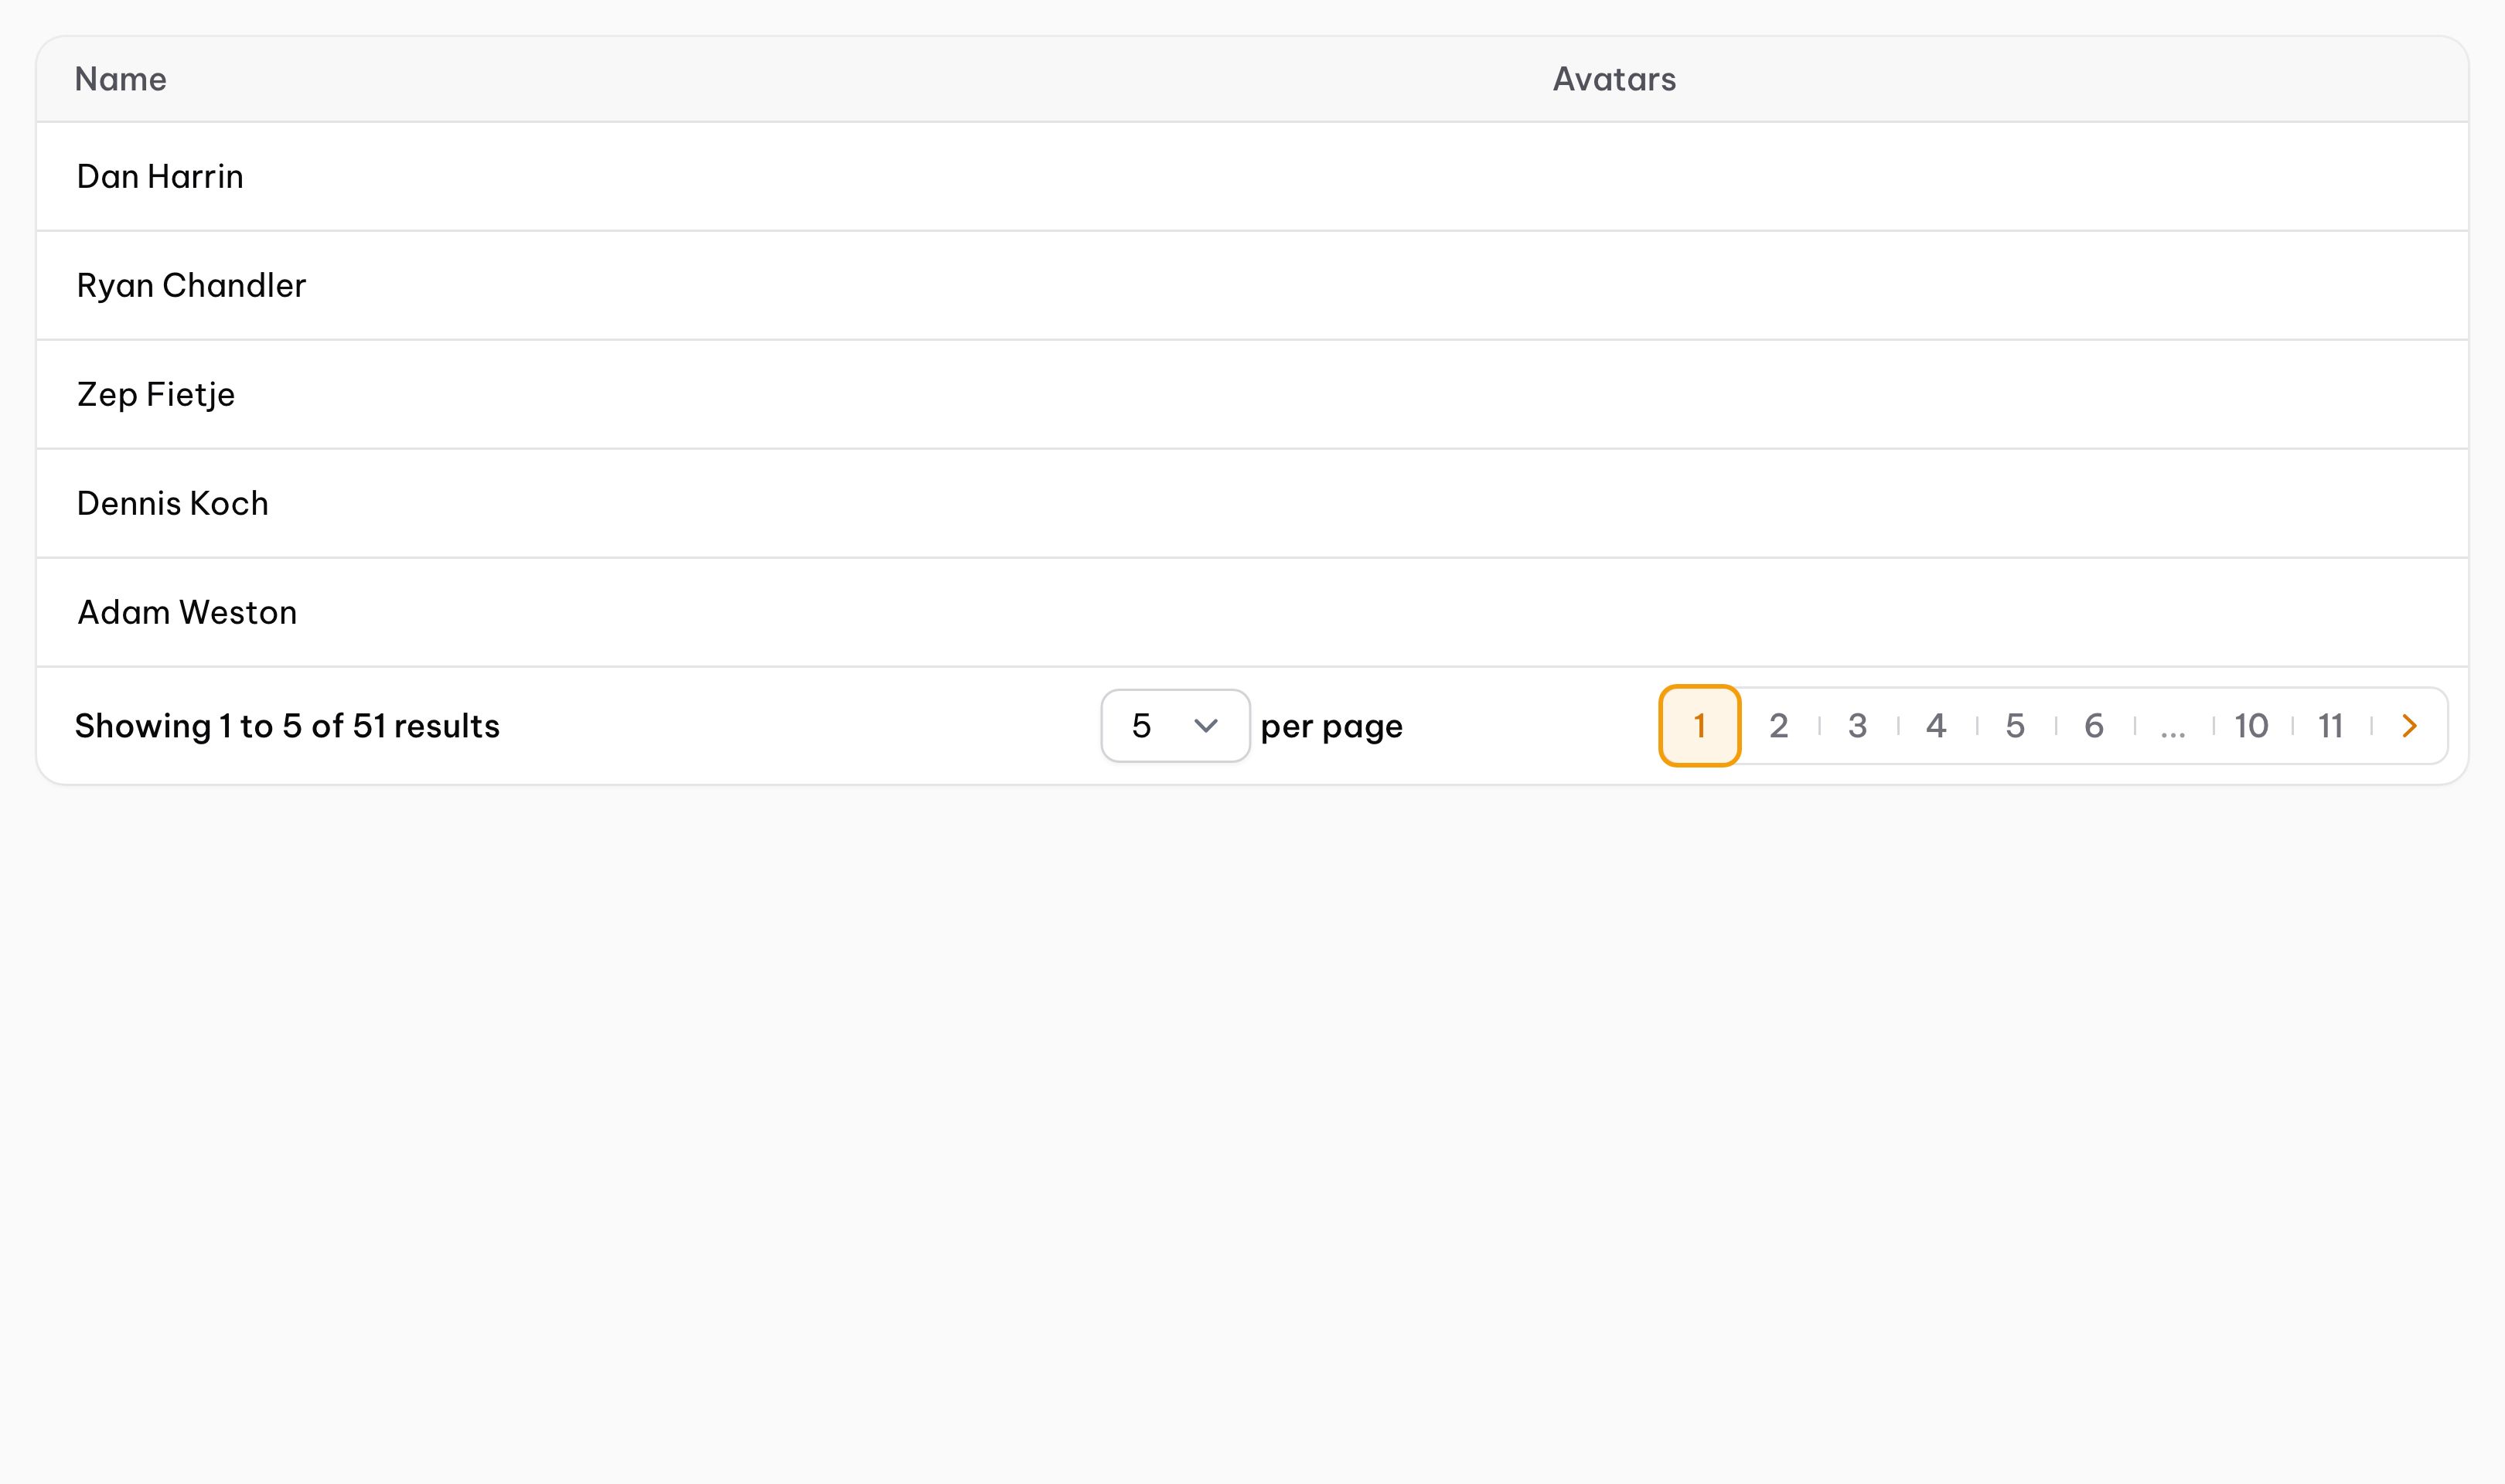 Name Avatars
Dan Harrin
Ryan Chandler
Zep Fietje
Dennis Koch
Adam Weston
Showing 1 to 5 of 51 results 5 per page 1 2 3 4 5 6 ... 10 11